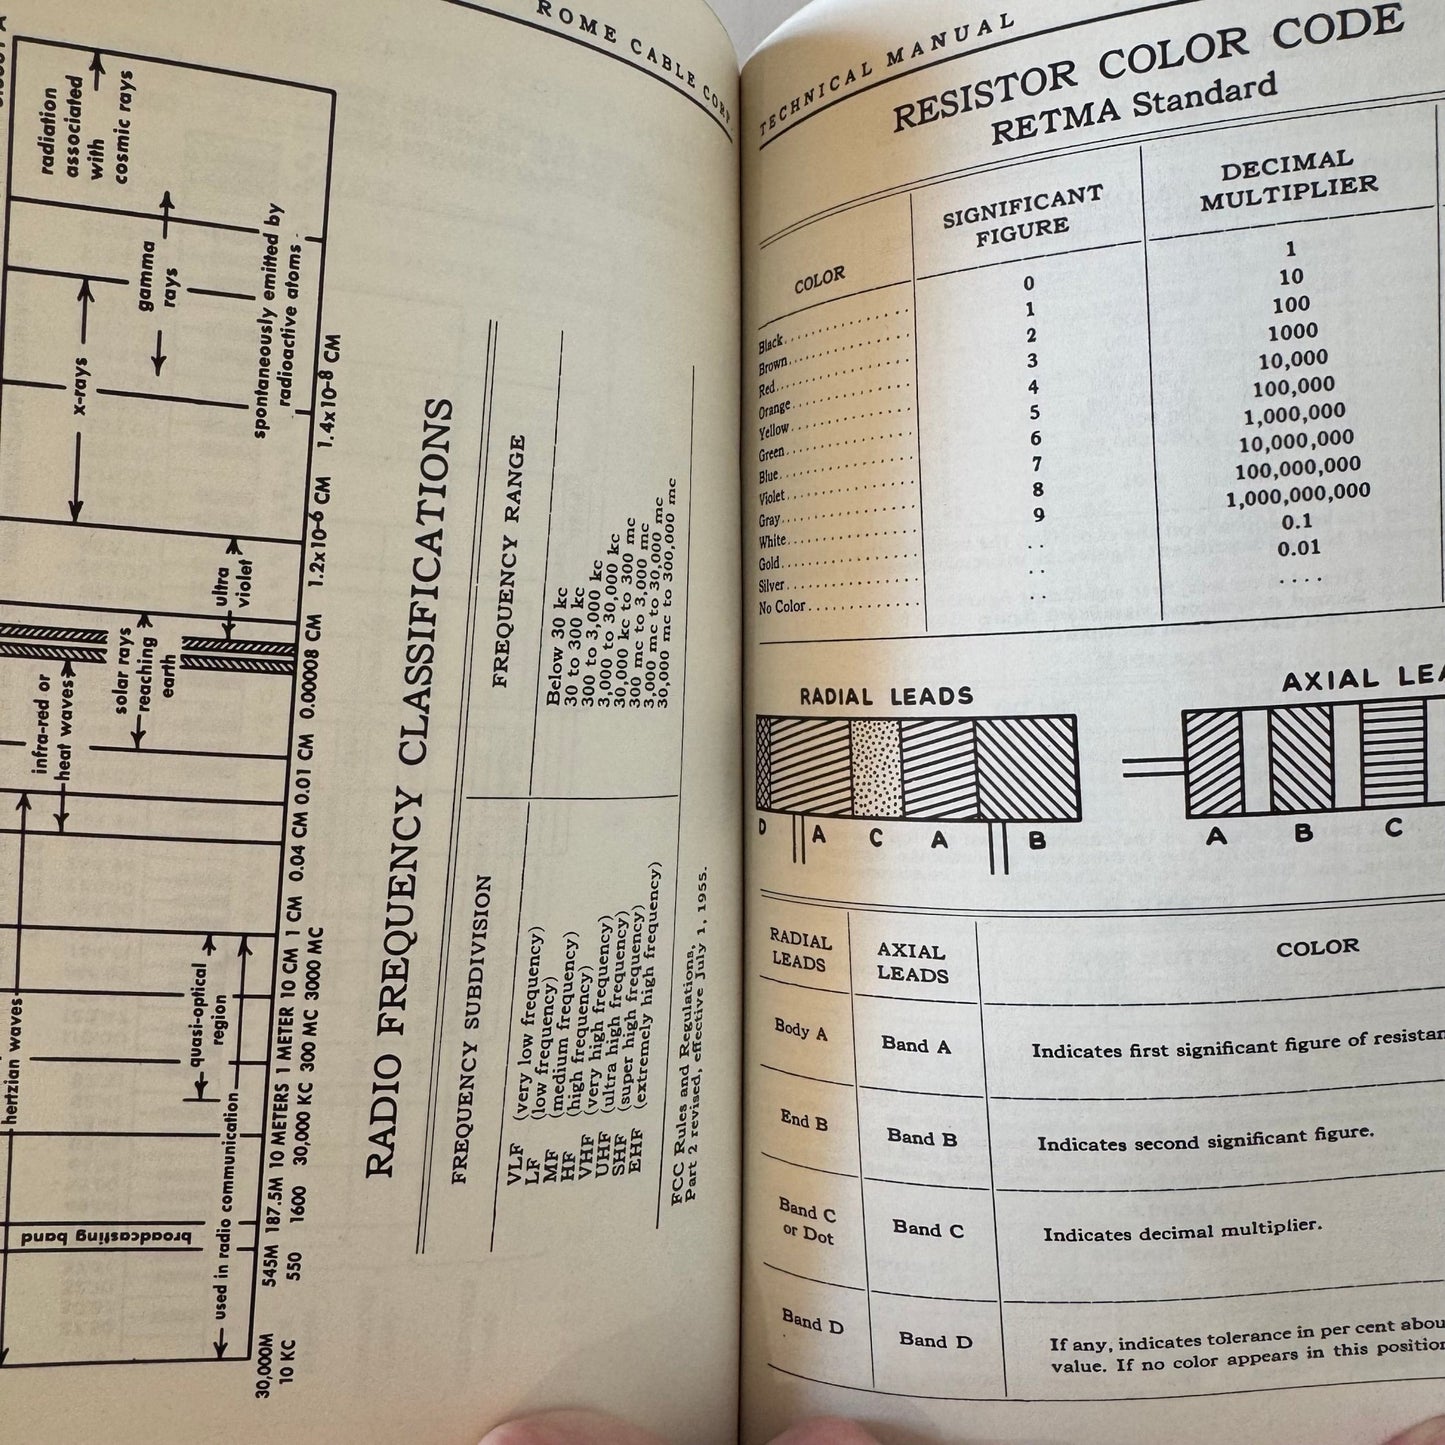 ROME CABLE CORP.
radiation
associated
with
cosmic rays
gamma
rays
spontaneously emitted by
radioactive atoms
x-rays
ultra
violet
solar rays
reaching
earth
infra-red or
heat waves
hertzian waves
quasi-optical
region
used in radio communication
broadcasting band
30,000M 545M 187.5M 10 METERS 1 METER 10 CM 1 CM 0.04 CM 0.01 CM 0.00008 CM 1.2x10-6 CM 1.4x10-8 CM
10 KC 550 1600 30,000 KC 300 MC 3000 MC
RADIO FREQUENCY CLASSIFICATIONS
FREQUENCY SUBDIVISION FREQUENCY RANGE
VLF (very low frequency) Below 30 kc
LF (low frequency) 30 to 300 kc
MF (medium frequency) 300 to 3,000 kc
HF (high frequency) 3,000 to 30,000 kc
VHF (very high frequency) 30,000 kc to 300 mc
UHF (ultra high frequency) 300 mc to 3,000 mc
SHF (super high frequency) 3,000 mc to 30,000 mc
EHF (extremely high frequency) 30,000 mc to 300,000 mc
FCC Rules and Regulations,
Part 2 revised, effective July 1, 1955.
TECHNICAL MANUAL
RESISTOR COLOR CODE
RETMA Standard
COLOR SIGNIFICANT FIGURE DECIMAL MULTIPLIER
Black 0 1
Brown 1 10
Red 2 100
Orange 3 1000
Yellow 4 10,000
Green 5 100,000
Blue 6 1,000,000
Violet 7 10,000,000
Gray 8 100,000,000
White 9 1,000,000,000
Gold .. 0.1
Silver .. 0.01
No Color .. ....
RADIAL LEADS
D A C A B
AXIAL LEA
A B C
RADIAL LEADS AXIAL LEADS COLOR
Body A Band A Indicates first significant figure of resistan
End B Band B Indicates second significant figure.
Band C or Dot Band C Indicates decimal multiplier.
Band D Band D If any, indicates tolerance in per cent abou
value. If no color appears in this position